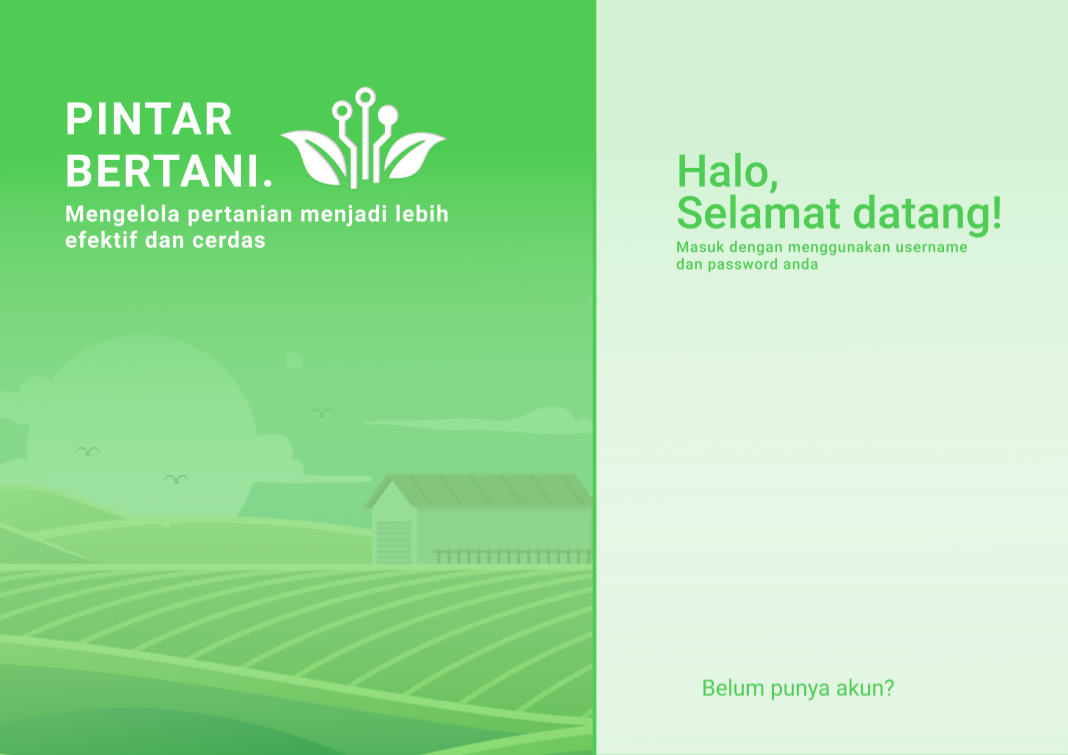 PINTAR
BERTANI.
Mengelola pertanian menjadi lebih
efektif dan cerdas
Halo,
Selamat datang!
Masuk dengan menggunakan username
dan password anda
Belum punya akun?